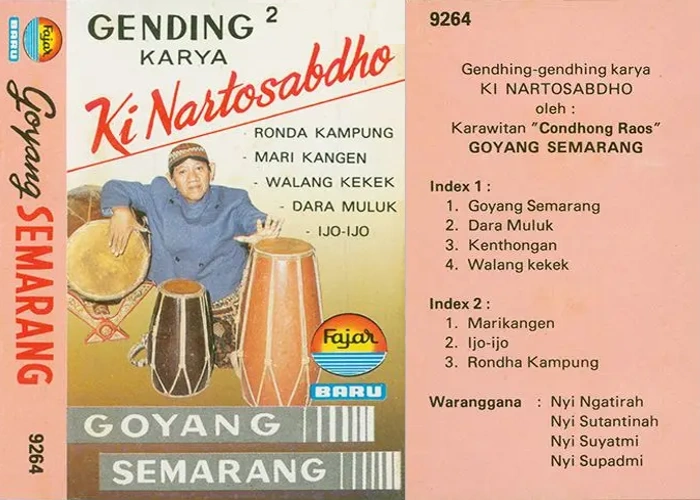 Fajar
BARU
Goyang SEMARANG
9264
GENDING 2
KARYA
Ki Nartosabdho
- RONDA KAMPUNG
- MARI KANGEN
- WALANG KEKEK
- DARA MULUK
- IJO-IJO
Fajar
BARU
GOYANG
SEMARANG
9264
Gendhing-gendhing karya
KI NARTOSABDHO
oleh :
Karawitan "Condhong Raos"
GOYANG SEMARANG
Index 1 :
1. Goyang Semarang
2. Dara Muluk
3. Kenthongan
4. Walang kekek
Index 2 :
1. Marikangen
2. Ijo-ijo
3. Rondha Kampung
Waranggana : Nyi Ngatirah
Nyi Sutantinah
Nyi Suyatmi
Nyi Supadmi